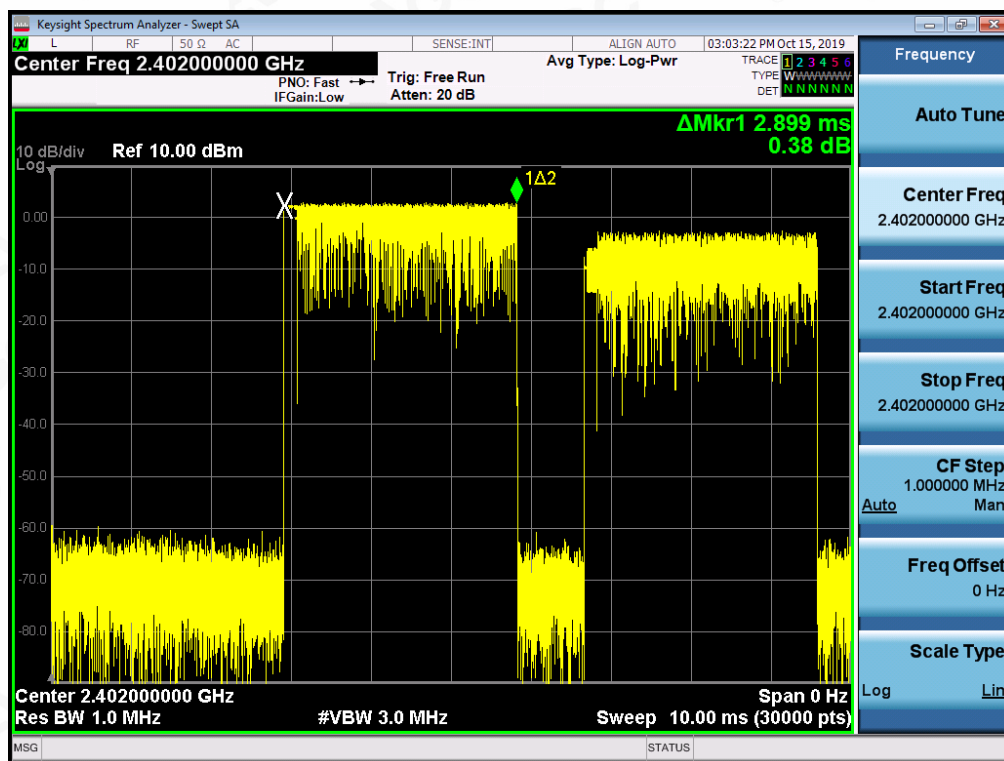 Keysight Spectrum Analyzer - Swept SA
LXI L RF 50 Ω AC SENSE:INT ALIGN AUTO 03:03:22 PM Oct 15, 2019
Center Freq 2.402000000 GHz
PNO: Fast
IFGain:Low
Trig: Free Run
Atten: 20 dB
Avg Type: Log-Pwr
TRACE 1 2 3 4 5 6
TYPE WWWWWW
DET N N N N N N
ΔMkr1 2.899 ms
0.38 dB
10 dB/div Ref 10.00 dBm
Log
1Δ2
0.00
-10.0
-20.0
-30.0
-40.0
-50.0
-60.0
-70.0
-80.0
Center 2.402000000 GHz Span 0 Hz
Res BW 1.0 MHz #VBW 3.0 MHz Sweep 10.00 ms (30000 pts)
MSG STATUS
Frequency
Auto Tune
Center Freq
2.402000000 GHz
Start Freq
2.402000000 GHz
Stop Freq
2.402000000 GHz
CF Step
1.000000 MHz
Auto Man
Freq Offset
0 Hz
Scale Type
Log Lin